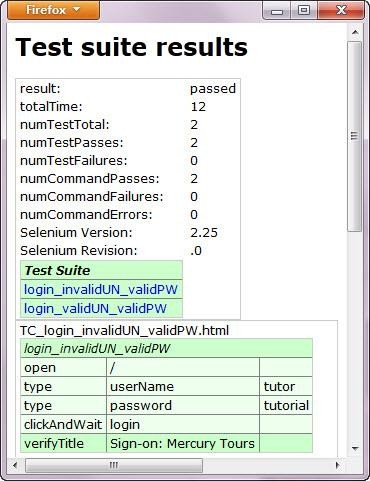 Firefox
Test suite results
result: passed
totalTime: 12
numTestTotal: 2
numTestPasses: 2
numTestFailures: 0
numCommandPasses: 2
numCommandFailures: 0
numCommandErrors: 0
Selenium Version: 2.25
Selenium Revision: .0
Test Suite
login_invalidUN_validPW
login_validUN_validPW
TC_login_invalidUN_validPW.html
login_invalidUN_validPW
open /
type userName tutor
type password tutorial
clickAndWait login
verifyTitle Sign-on: Mercury Tours